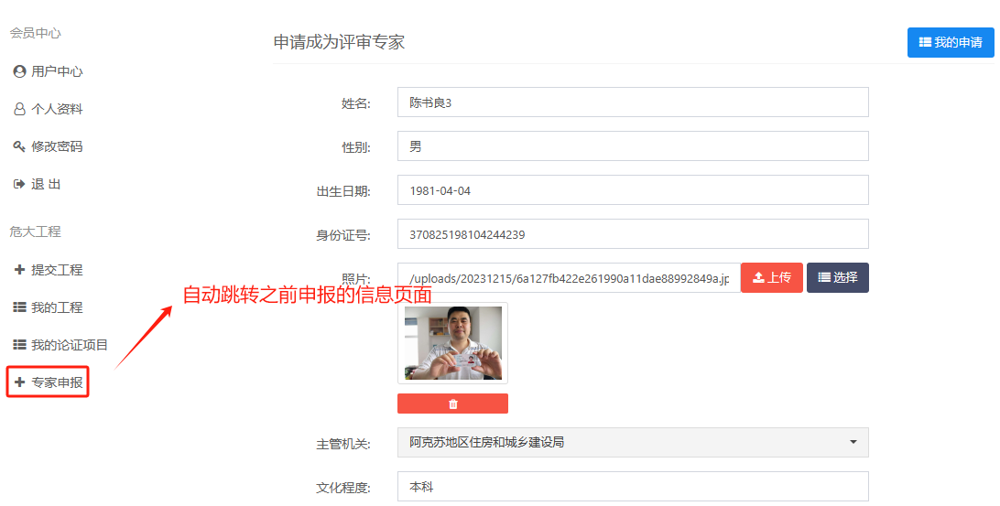 会员中心
用户中心
个人资料
修改密码
退 出
危大工程
提交工程
我的工程
我的论证项目
专家申报
自动跳转之前申报的信息页面
申请成为评审专家
我的申请
姓名: 陈书良3
性别: 男
出生日期: 1981-04-04
身份证号: 370825198104244239
照片: /uploads/20231215/6a127fb422e261990a11dae88992849a.jp 上传 选择
主管机关: 阿克苏地区住房和城乡建设局
文化程度: 本科